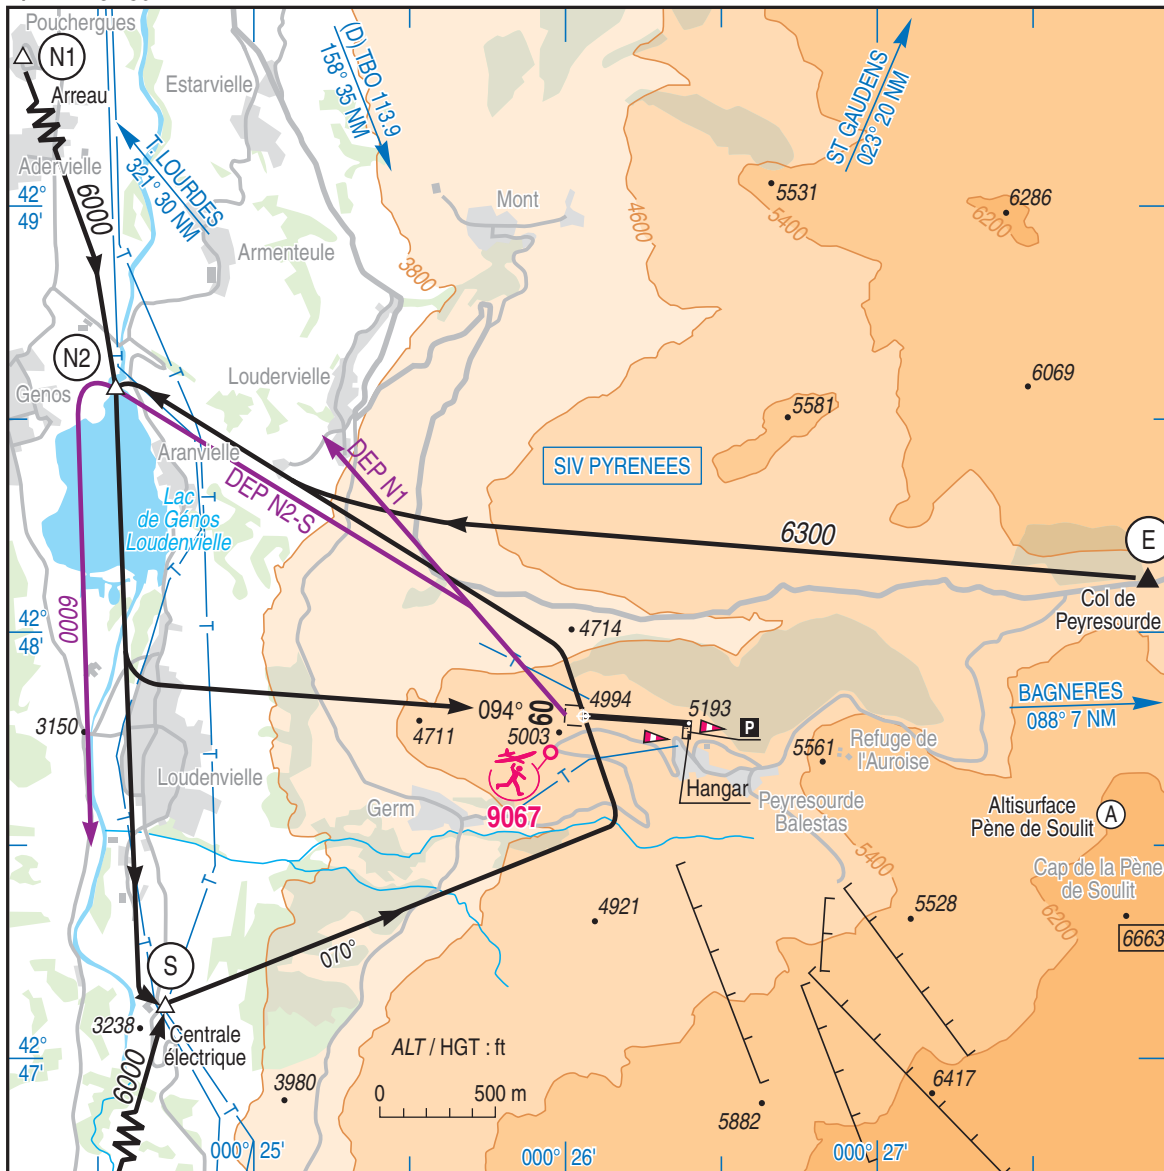 Pouchergues
N1
Arreau
Estarvielle
(D) TBO 113.9
158° 35 NM
ST GAUDENS
023° 20 NM
Adervielle
T. LOURDES
321° 30 NM
42°
49'
6000
Mont
5531
5400
6286
6200
4600
3800
Armenteule
N2
Genos
Loudervielle
6069
5581
Aranvielle
DEP N1
DEP N2-S
SIV PYRENEES
Lac
de Génos
Loudenvielle
6300
E
Col de
Peyresourde
6000
42°
48'
4714
4994
5193
094°
09
5003
4711
P
BAGNERES
088° 7 NM
3150
Loudenvielle
5561
Refuge de
l'Auroise
Germ
9067
Hangar
Peyresourde
Balestas
Altisurface
Pène de Soulit
A
5400
Cap de la Pène
de Soulit
6200
6663
4921
5528
070°
S
3238
Centrale
électrique
ALT / HGT : ft
42°
47'
6000
3980
0
500 m
6417
5882
000° 25'
000° 26'
000° 27'